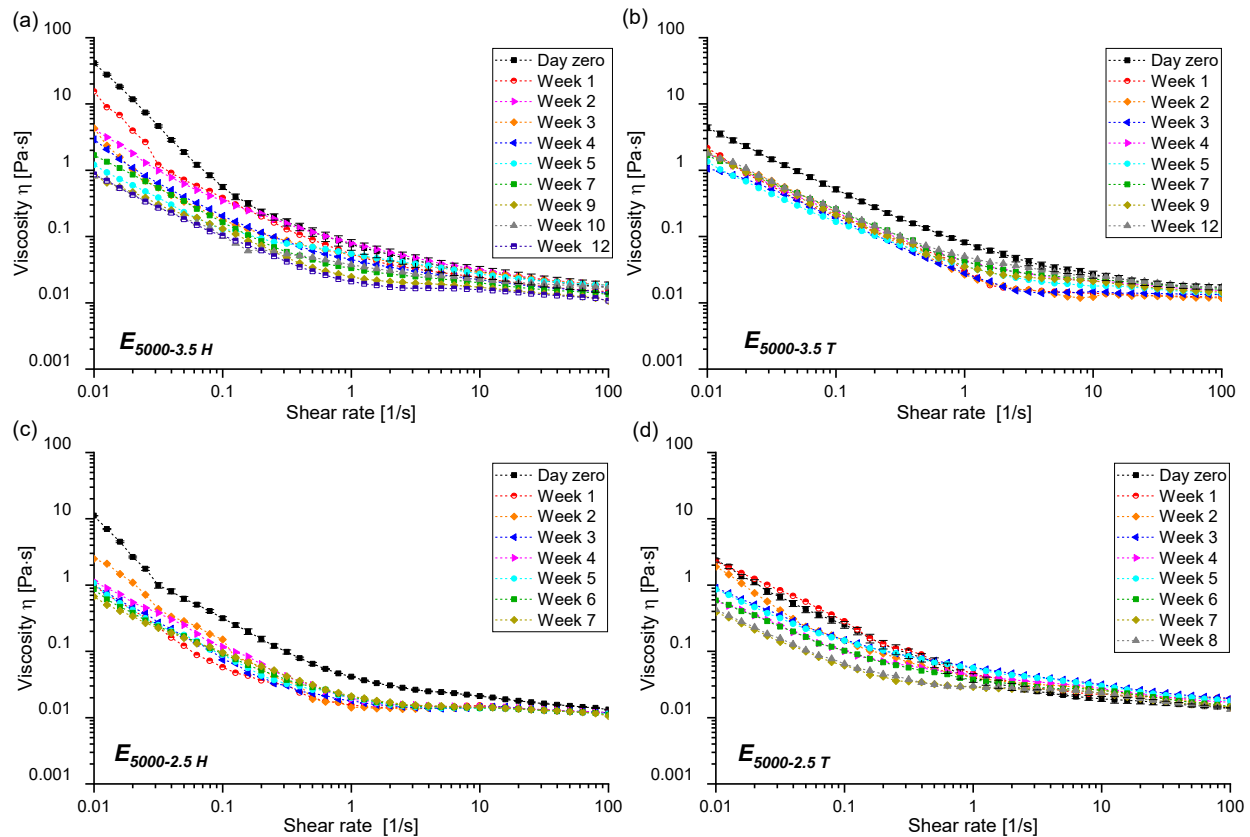 (a)
Viscosity η [Pa·s]
100
10
1
0.1
0.01
0.001
Day zero
Week 1
Week 2
Week 3
Week 4
Week 5
Week 7
Week 9
Week 10
Week 12
E5000-3.5 H
0.01 0.1 1 10 100
Shear rate [1/s]
(b)
Viscosity η [Pa·s]
100
10
1
0.1
0.01
0.001
Day zero
Week 1
Week 2
Week 3
Week 4
Week 5
Week 7
Week 9
Week 12
E5000-3.5 T
0.01 0.1 1 10 100
Shear rate [1/s]
(c)
Viscosity η [Pa·s]
100
10
1
0.1
0.01
0.001
Day zero
Week 1
Week 2
Week 3
Week 4
Week 5
Week 6
Week 7
E5000-2.5 H
0.01 0.1 1 10 100
Shear rate [1/s]
(d)
Viscosity η [Pa·s]
100
10
1
0.1
0.01
0.001
Day zero
Week 1
Week 2
Week 3
Week 4
Week 5
Week 6
Week 7
Week 8
E5000-2.5 T
0.01 0.1 1 10 100
Shear rate [1/s]